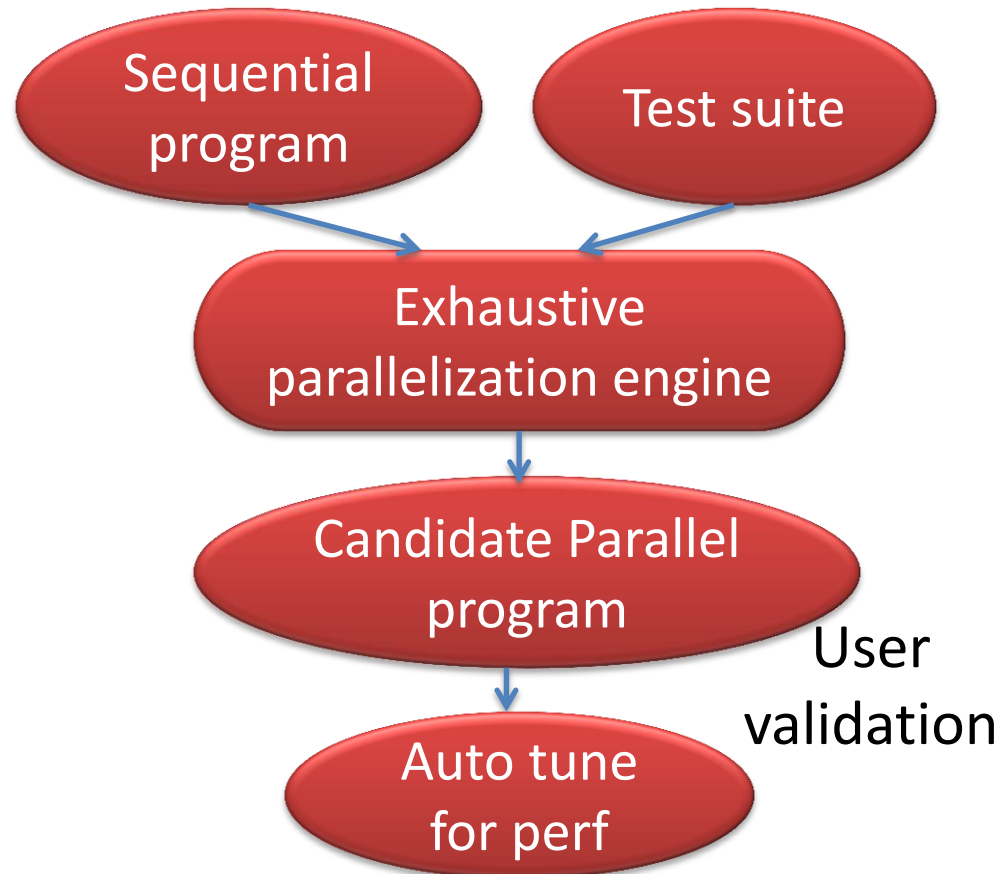 Sequential
program
Test suite
Exhaustive
parallelization engine
Candidate Parallel
program
User
validation
Auto tune
for perf